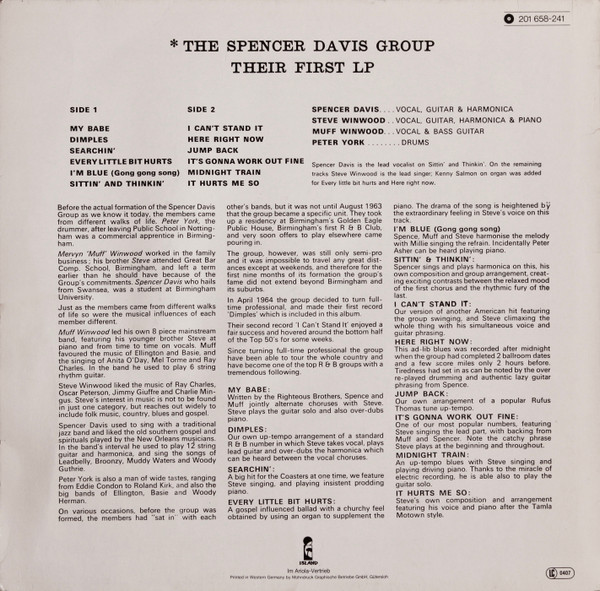 201 658-241
* THE SPENCER DAVIS GROUP
THEIR FIRST LP
SIDE 1
MY BABE
DIMPLES
SEARCHIN'
EVERY LITTLE BIT HURTS
I'M BLUE (Gong gong song)
SITTIN' AND THINKIN'
SIDE 2
I CAN'T STAND IT
HERE RIGHT NOW
JUMP BACK
IT'S GONNA WORK OUT FINE
MIDNIGHT TRAIN
IT HURTS ME SO
SPENCER DAVIS. . . . VOCAL, GUITAR & HARMONICA
STEVE WINWOOD . . VOCAL, GUITAR, HARMONICA & PIANO
MUFF WINWOOD . . . VOCAL & BASS GUITAR
PETER YORK . . . . . . . . DRUMS
Spencer Davis is the lead vocalist on Sittin' and Thinkin'. On the remaining
tracks Steve Winwood is the lead singer; Kenny Salmon on organ was added
for Every little bit hurts and Here right now.
Before the actual formation of the Spencer Davis
Group as we know it today, the members came
from different walks of life. Peter York, the
drummer, after leaving Public School in Notting-
ham was a commercial apprentice in Birming-
ham.
Mervyn 'Muff' Winwood worked in the family
business; his brother Steve attended Great Bar
Comp. School, Birmingham, and left a term
earlier than he should have because of the
Group's commitments. Spencer Davis who hails
from Swansea, was a student at Birmingham
University.
Just as the members came from different walks
of life so were the musical influences of each
member different.
Muff Winwood led his own 8 piece mainstream
band, featuring his younger brother Steve at
piano and from time to time on vocals. Muff
favoured the music of Ellington and Basie, and
the singing of Anita O'Day, Mel Torme and Ray
Charles. In the band he used to play 6 string
rhythm guitar.
Steve Winwood liked the music of Ray Charles,
Oscar Peterson, Jimmy Giuffre and Charlie Min-
gus. Steve's interest in music is not to be found
in just one category, but reaches out widely to
include folk music, country, blues and gospel.
Spencer Davis used to sing with a traditional
jazz band and liked the old southern gospel and
spirituals played by the New Orleans musicians.
In the band's interval he used to play 12 string
guitar and harmonica, and sing the songs of
Leadbelly, Broonzy, Muddy Waters and Woody
Guthrie.
Peter York is also a man of wide tastes, ranging
from Eddie Condon to Roland Kirk, and also the
big bands of Ellington, Basie and Woody
Herman.
On various occasions, before the group was
formed, the members had "sat in" with each
other's bands, but it was not until August 1963
that the group became a specific unit. They took
up a residency at Birmingham's Golden Eagle
Public House, Birmingham's first R & B Club,
and very soon offers to play elsewhere came
pouring in.
The group, however, was still only semi-pro
and it was impossible to travel any great dist-
ances except at weekends, and therefore for the
first nine months of its formation the group's
fame did not extend beyond Birmingham and
its suburbs.
In April 1964 the group decided to turn full-
time professional, and made their first record
'Dimples' which is included in this album.
Their second record 'I Can't Stand It' enjoyed a
fair success and hovered around the bottom half
of the Top 50's for some weeks.
Since turning full-time professional the group
have been able to tour the whole country and
have become one of the top R & B groups with a
tremendous following.
MY BABE:
Written by the Righteous Brothers, Spence and
Muff jointly alternate choruses with Steve.
Steve plays the guitar solo and also over-dubs
piano.
DIMPLES:
Our own up-tempo arrangement of a standard
R & B number in which Steve takes vocal, plays
lead guitar and over-dubs the harmonica which
can be heard between the vocal choruses.
SEARCHIN':
A big hit for the Coasters at one time, we feature
Steve singing, and playing insistent prodding
piano.
EVERY LITTLE BIT HURTS:
A gospel influenced ballad with a churchy feel
obtained by using an organ to supplement the
piano. The drama of the song is heightened by
the extraordinary feeling in Steve's voice on this
track.
I'M BLUE (Gong gong song)
Spence, Muff and Steve harmonise the melody
with Millie singing the refrain. Incidentally Peter
Asher can be heard playing piano.
SITTIN' & THINKIN':
Spencer sings and plays harmonica on this, his
own composition and group arrangement, creat-
ing exciting contrasts between the relaxed mood
of the first chorus and the rhythmic fury of the
last.
I CAN'T STAND IT:
Our version of another American hit featuring
the group swinging, and Steve climaxing the
whole thing with his simultaneous voice and
guitar phrasing.
HERE RIGHT NOW:
This ad-lib blues was recorded after midnight
when the group had completed 2 ballroom dates
and a few score miles only 2 hours before.
Tiredness had set in as can be noted by the over
re-played drumming and authentic lazy guitar
phrasing from Spence.
JUMP BACK:
Our own arrangement of a popular Rufus
Thomas tune up-tempo.
IT'S GONNA WORK OUT FINE:
One of our most popular numbers, featuring
Steve singing the lead part, with backing from
Muff and Spencer. Note the catchy phrase
Steve plays at the beginning and throughout.
MIDNIGHT TRAIN:
An up-tempo blues with Steve singing and
playing driving piano. Thanks to the miracle of
electric recording, he is also able to play the
guitar solo.
IT HURTS ME SO:
Steve's own composition and arrangement
featuring his voice and piano after the Tamla
Motown style.
ISLAND
Im Ariola-Vertrieb
Printed in Western Germany by Mohndruck Graphische Betriebe GmbH, Gütersloh
LC 0407